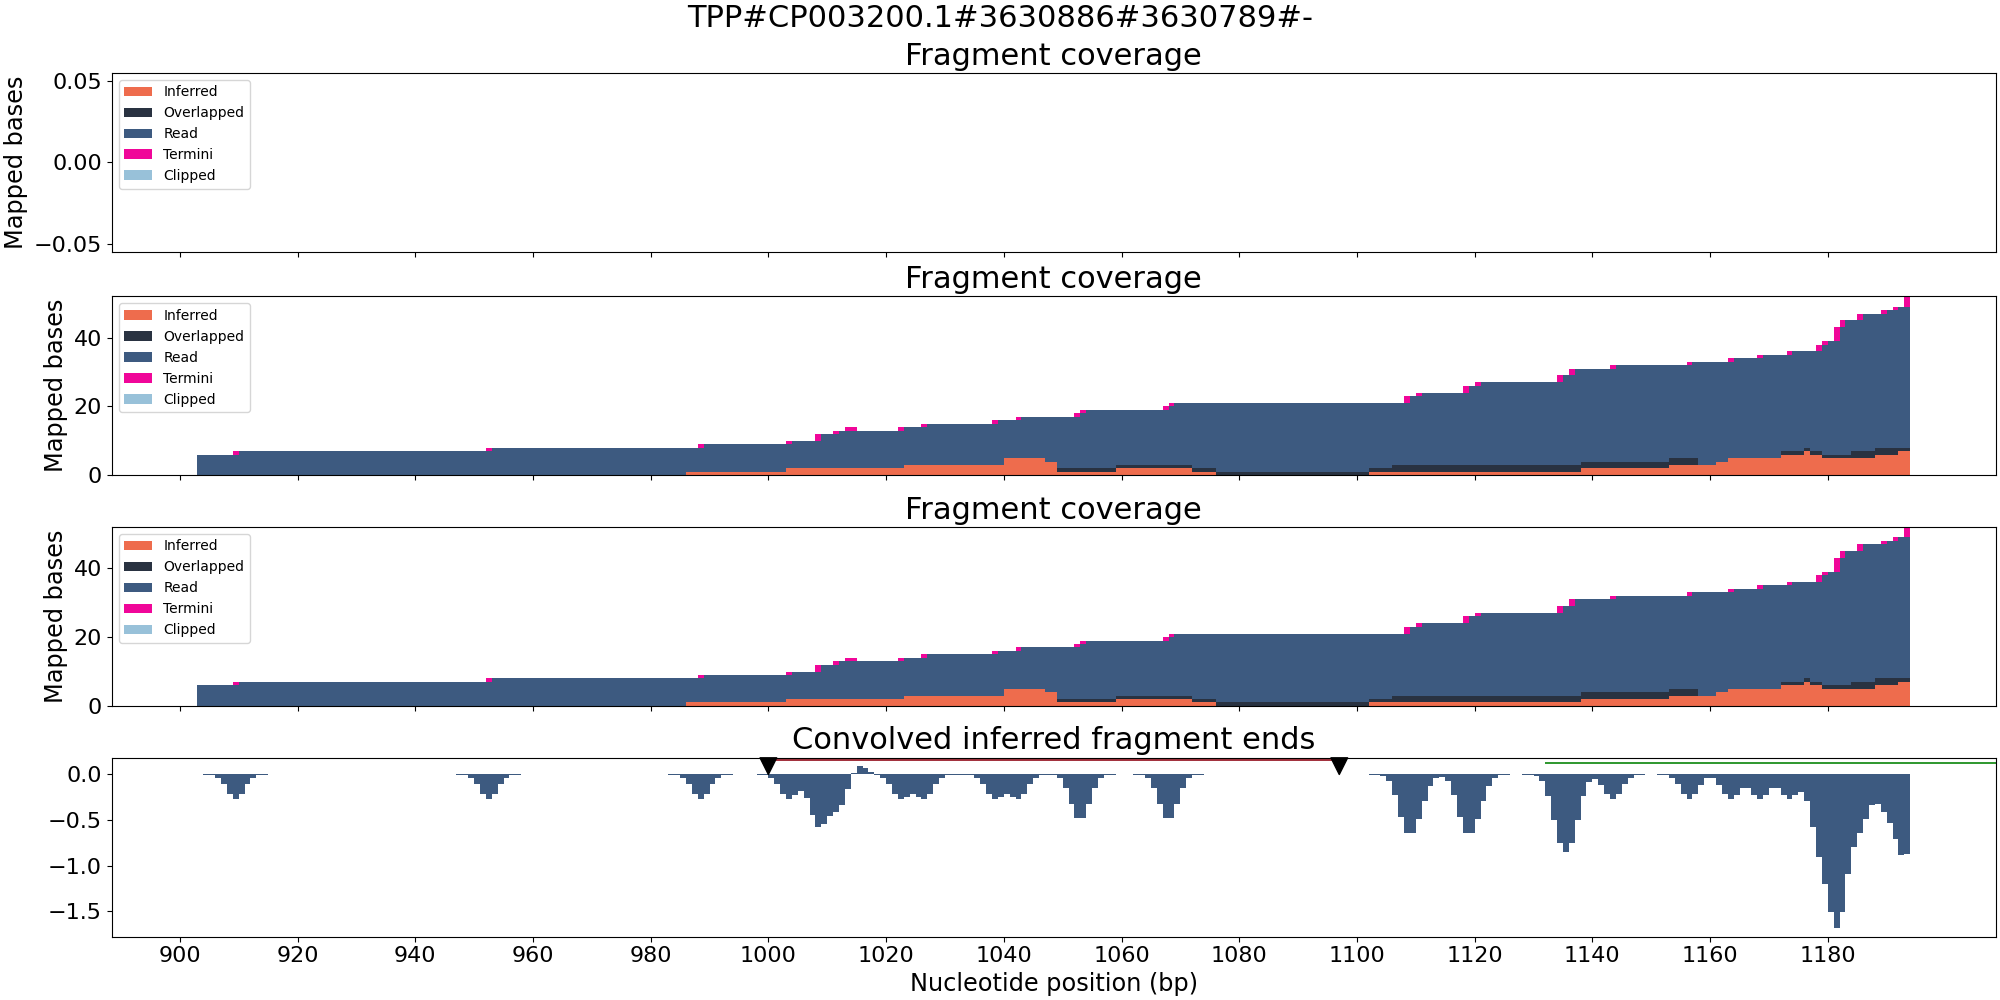 TPP#CP003200.1#3630886#3630789#-
Fragment coverage
Mapped bases
0.05
0.00
−0.05
Inferred
Overlapped
Read
Termini
Clipped
Fragment coverage
Mapped bases
40
20
0
Inferred
Overlapped
Read
Termini
Clipped
Fragment coverage
Mapped bases
40
20
0
Inferred
Overlapped
Read
Termini
Clipped
Convolved inferred fragment ends
0.0
−0.5
−1.0
−1.5
900 920 940 960 980 1000 1020 1040 1060 1080 1100 1120 1140 1160 1180
Nucleotide position (bp)